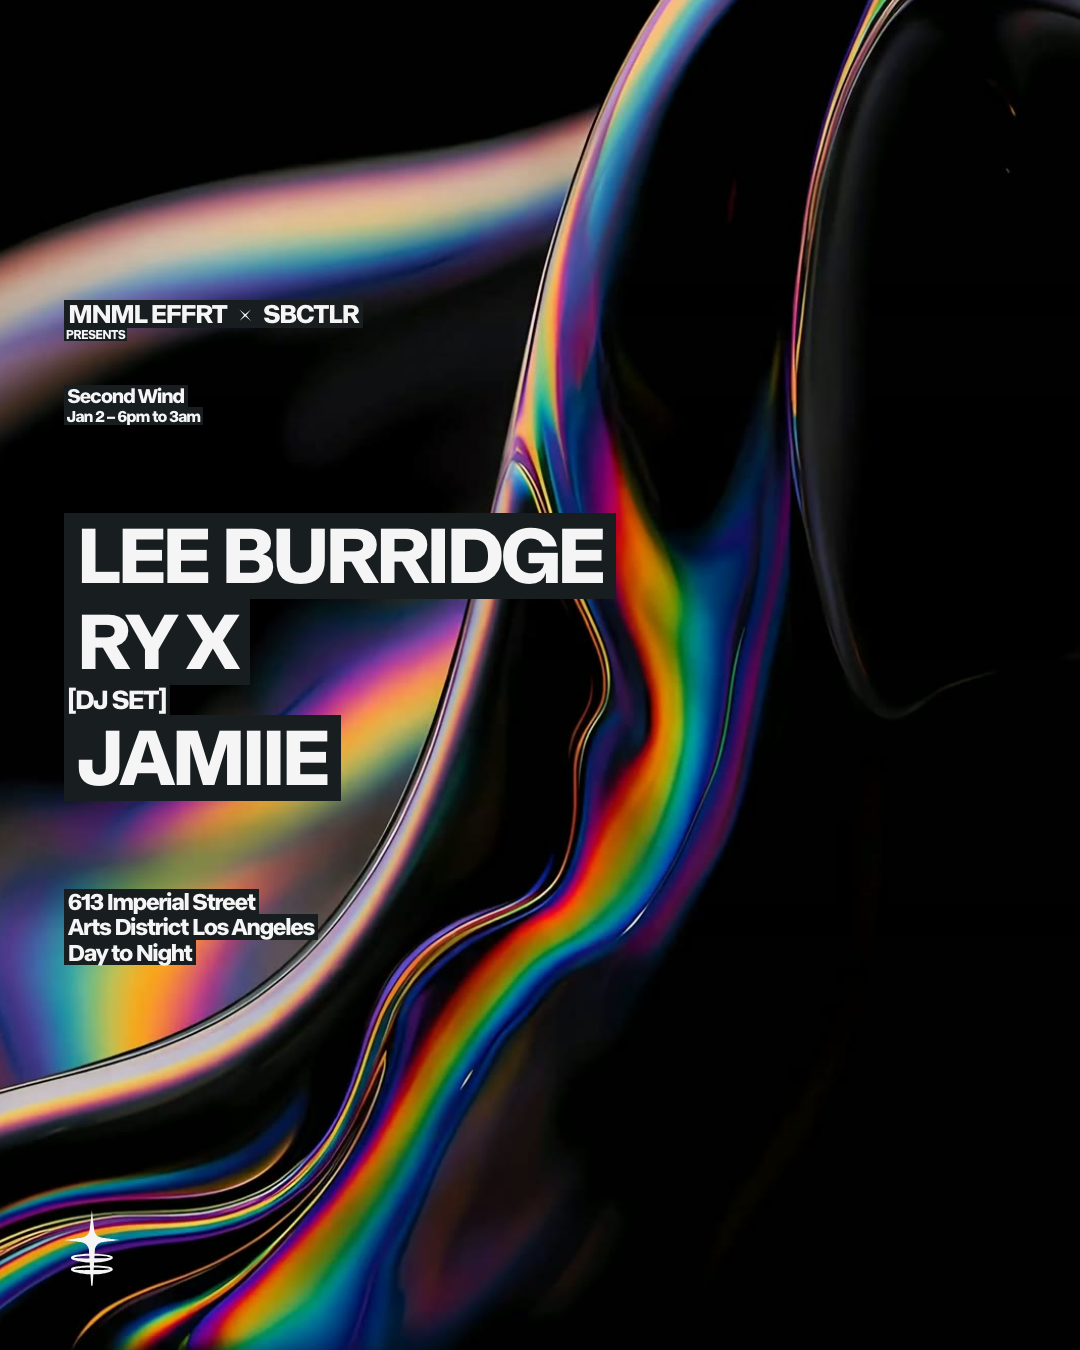 MNML EFFRT × SBCTLR
PRESENTS
Second Wind
Jan 2 – 6pm to 3am
LEE BURRIDGE
RY X
[DJ SET]
JAMIIE
613 Imperial Street
Arts District Los Angeles
Day to Night